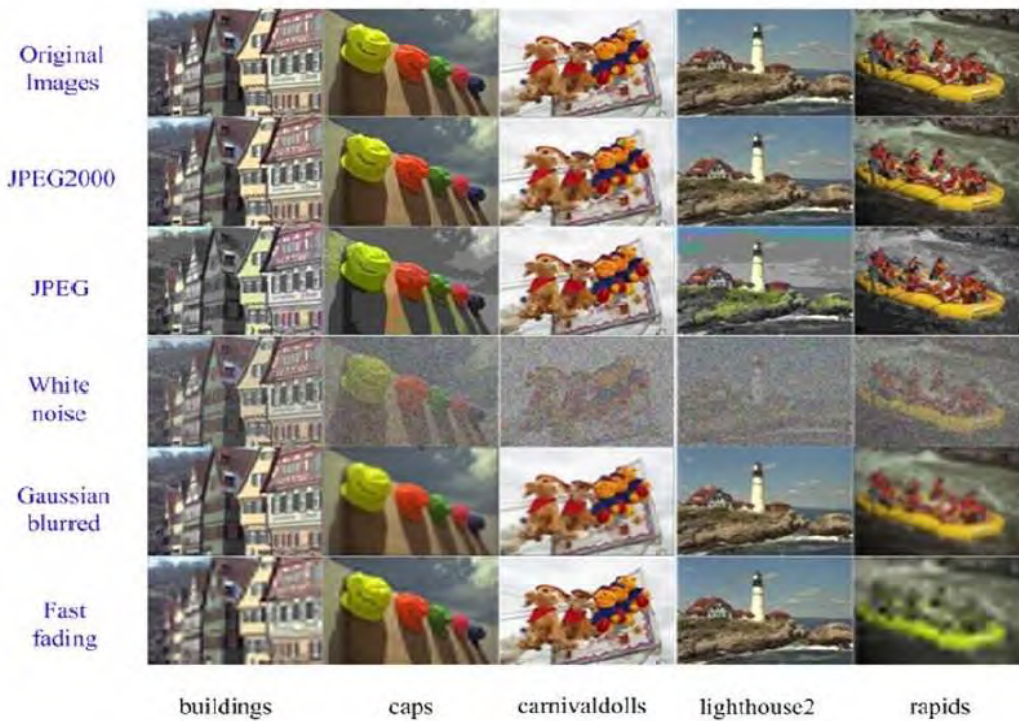 Original
Images
JPEG2000
JPEG
White
noise
Gaussian
blurred
Fast
fading
buildings
caps
carnivaldolls
lighthouse2
rapids